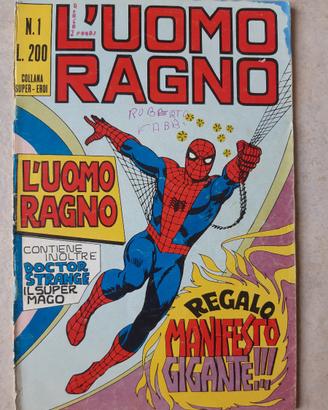 N.1
L. 200
COLLANA
SUPER-EROI
L'UOMO
RAGNO
ROBERTO
L'UOMO
RAGNO
CONTIENE
INOLTRE
DOCTOR
STRANGE
IL SUPER
MAGO
REGALO
MANIFESTO
GIGANTE!!!